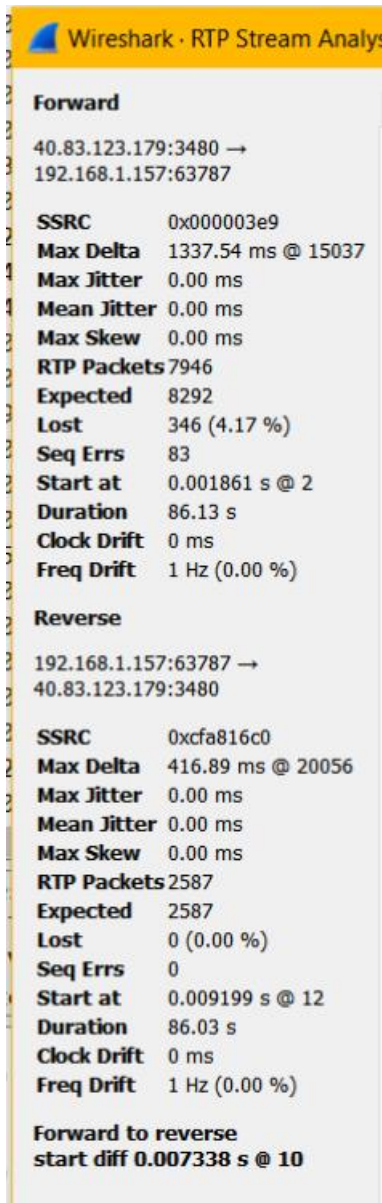 Wireshark · RTP Stream Analys
Forward
40.83.123.179:3480 →
192.168.1.157:63787
SSRC 0x000003e9
Max Delta 1337.54 ms @ 15037
Max Jitter 0.00 ms
Mean Jitter 0.00 ms
Max Skew 0.00 ms
RTP Packets 7946
Expected 8292
Lost 346 (4.17 %)
Seq Errs 83
Start at 0.001861 s @ 2
Duration 86.13 s
Clock Drift 0 ms
Freq Drift 1 Hz (0.00 %)
Reverse
192.168.1.157:63787 →
40.83.123.179:3480
SSRC 0xcfa816c0
Max Delta 416.89 ms @ 20056
Max Jitter 0.00 ms
Mean Jitter 0.00 ms
Max Skew 0.00 ms
RTP Packets 2587
Expected 2587
Lost 0 (0.00 %)
Seq Errs 0
Start at 0.009199 s @ 12
Duration 86.03 s
Clock Drift 0 ms
Freq Drift 1 Hz (0.00 %)
Forward to reverse
start diff 0.007338 s @ 10